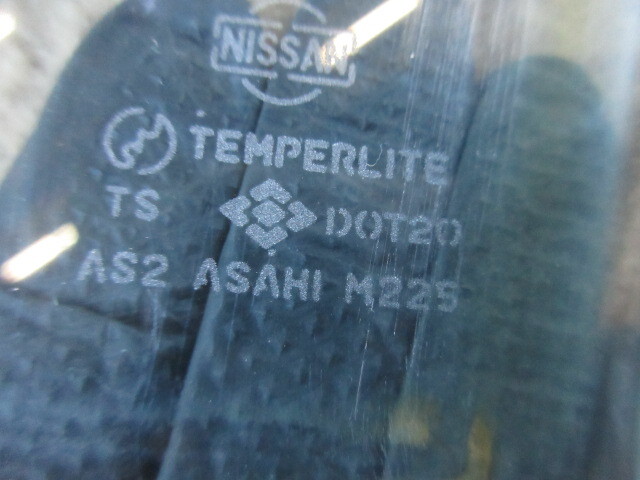 NISSAN
TEMPERLITE
TS DOT20
AS2 ASAHI M225